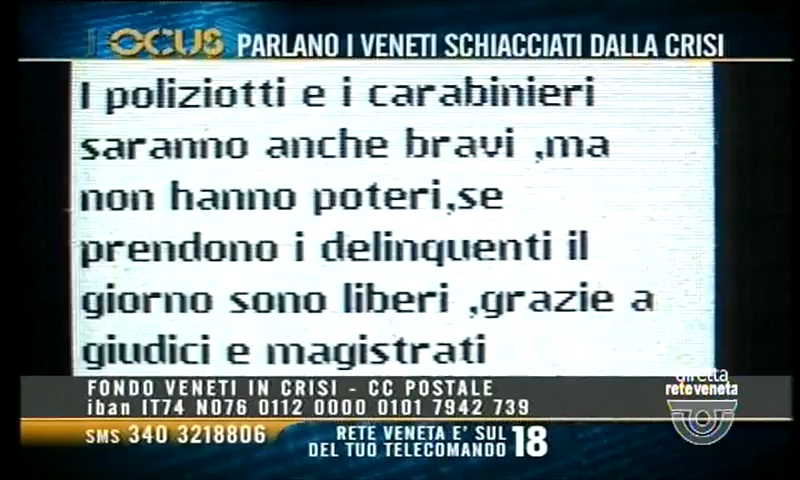 FOCUS PARLANO I VENETI SCHIACCIATI DALLA CRISI
I poliziotti e i carabinieri
saranno anche bravi ,ma
non hanno poteri,se
prendono i delinquenti il
giorno sono liberi ,grazie a
giudici e magistrati
diretta
reteveneta
FONDO VENETI IN CRISI - CC POSTALE
iban IT74 N076 0112 0000 0101 7942 739
SMS 340 3218806
RETE VENETA E' SUL
DEL TUO TELECOMANDO 18